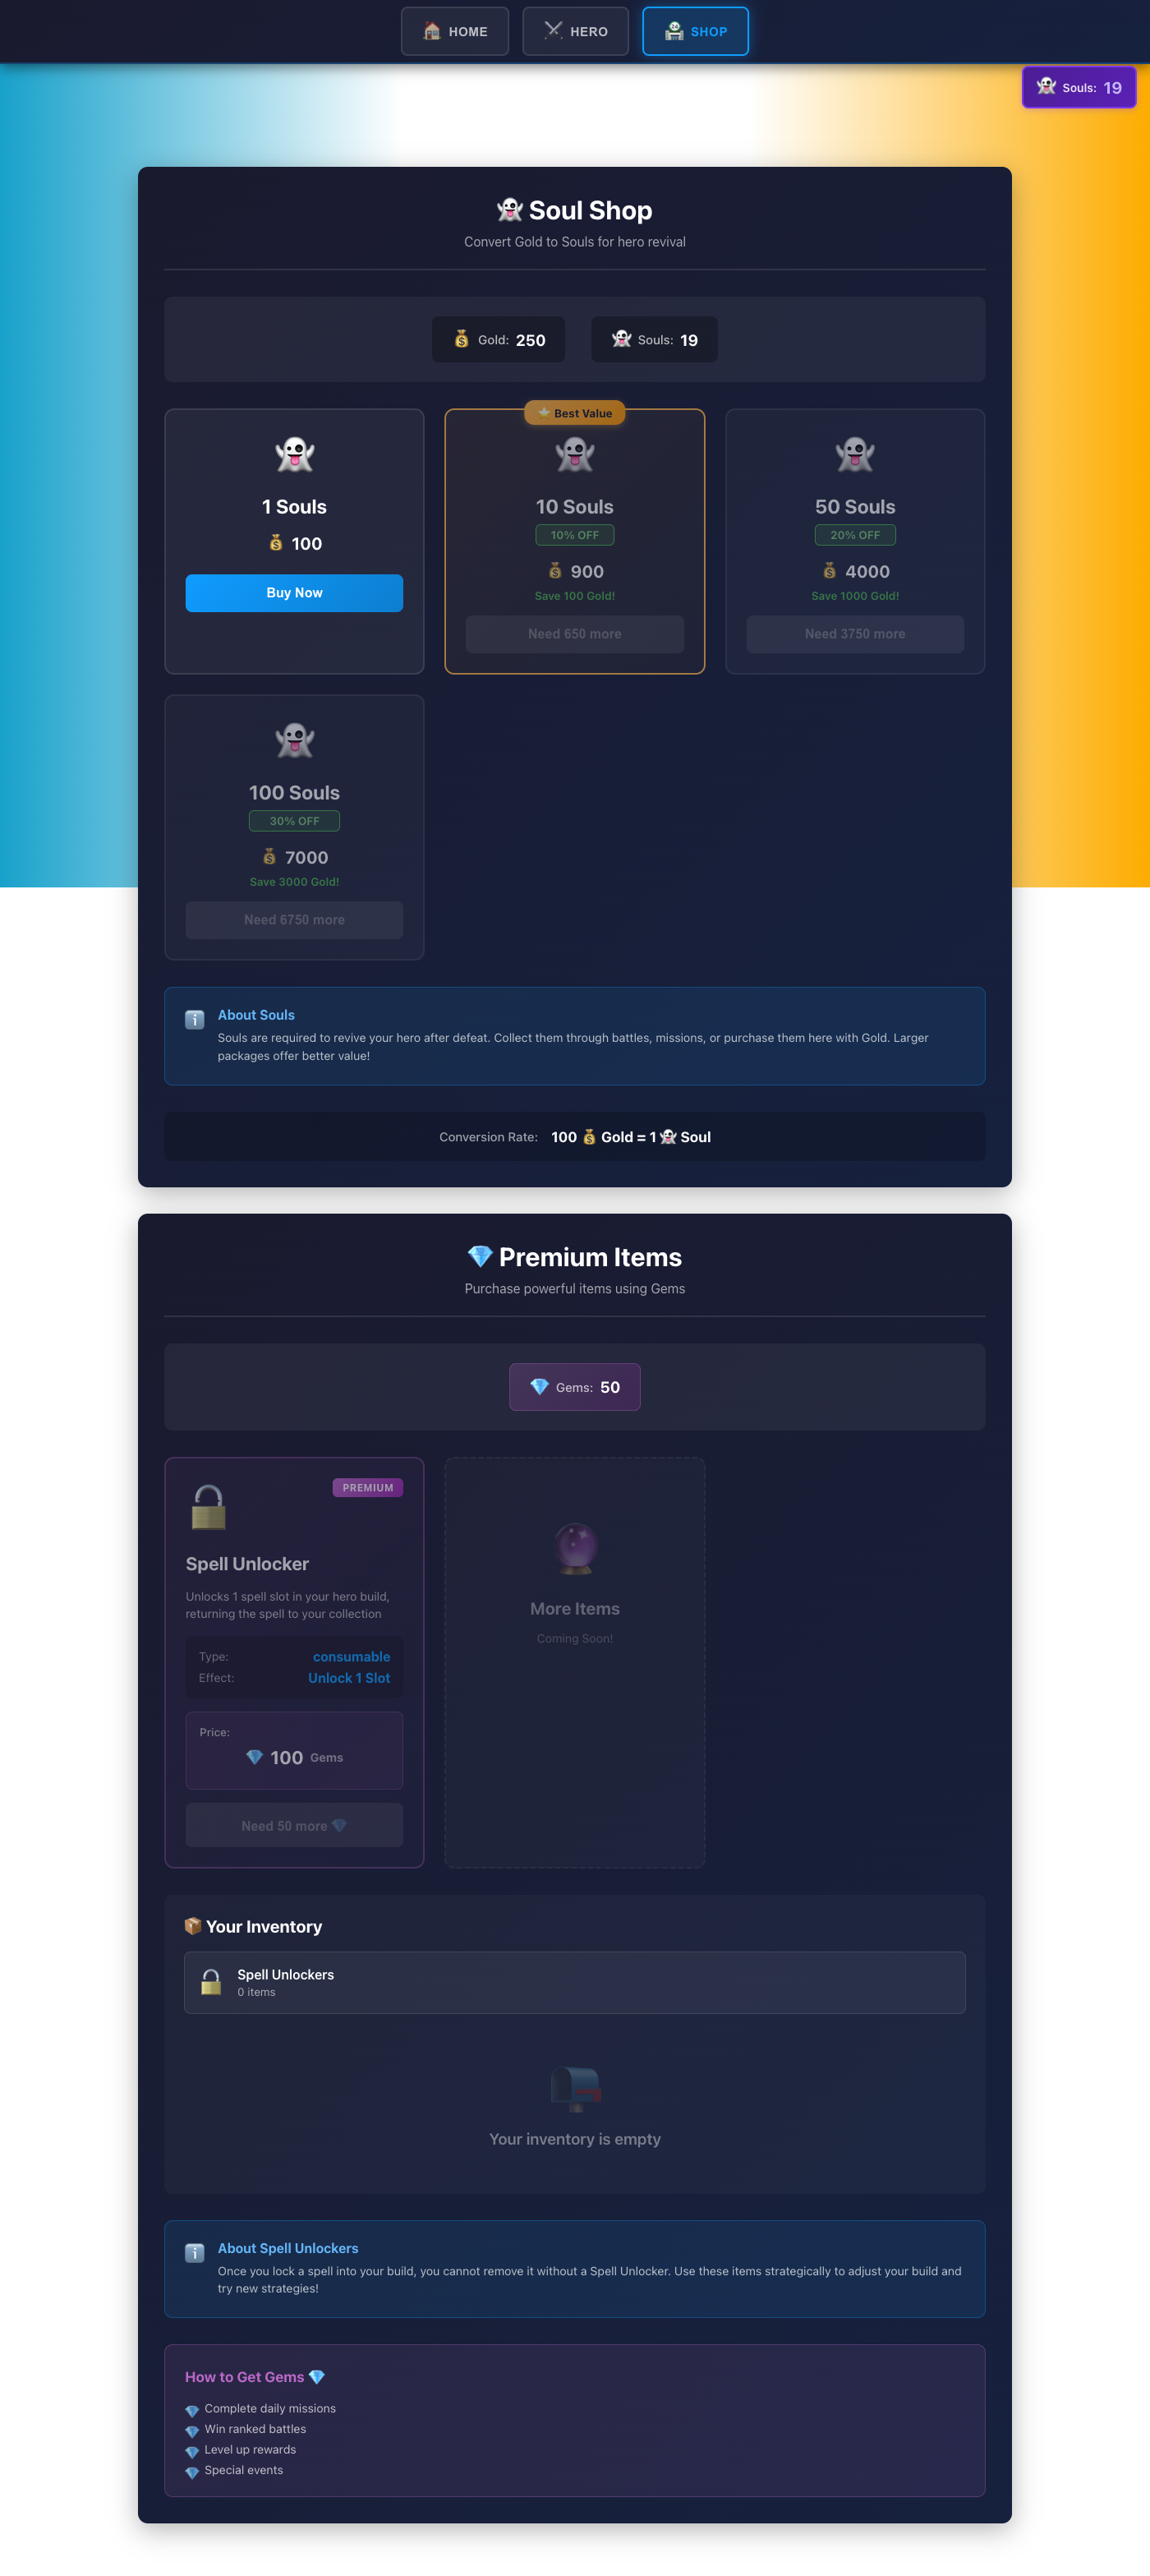 HOME
HERO
SHOP
Souls: 19
Soul Shop
Convert Gold to Souls for hero revival
Gold: 250
Souls: 19
1 Souls
100
Buy Now
Best Value
10 Souls
10% OFF
900
Save 100 Gold!
Need 650 more
50 Souls
20% OFF
4000
Save 1000 Gold!
Need 3750 more
100 Souls
30% OFF
7000
Save 3000 Gold!
Need 6750 more
About Souls
Souls are required to revive your hero after defeat. Collect them through battles, missions, or purchase them here with Gold. Larger
packages offer better value!
Conversion Rate: 100 💰 Gold = 1 👻 Soul
Premium Items
Purchase powerful items using Gems
Gems: 50
PREMIUM
Spell Unlocker
Unlocks 1 spell slot in your hero build,
returning the spell to your collection
Type: consumable
Effect: Unlock 1 Slot
Price:
100 Gems
Need 50 more 💎
More Items
Coming Soon!
Your Inventory
Spell Unlockers
0 items
Your inventory is empty
About Spell Unlockers
Once you lock a spell into your build, you cannot remove it without a Spell Unlocker. Use these items strategically to adjust your build and
try new strategies!
How to Get Gems 💎
Complete daily missions
Win ranked battles
Level up rewards
Special events